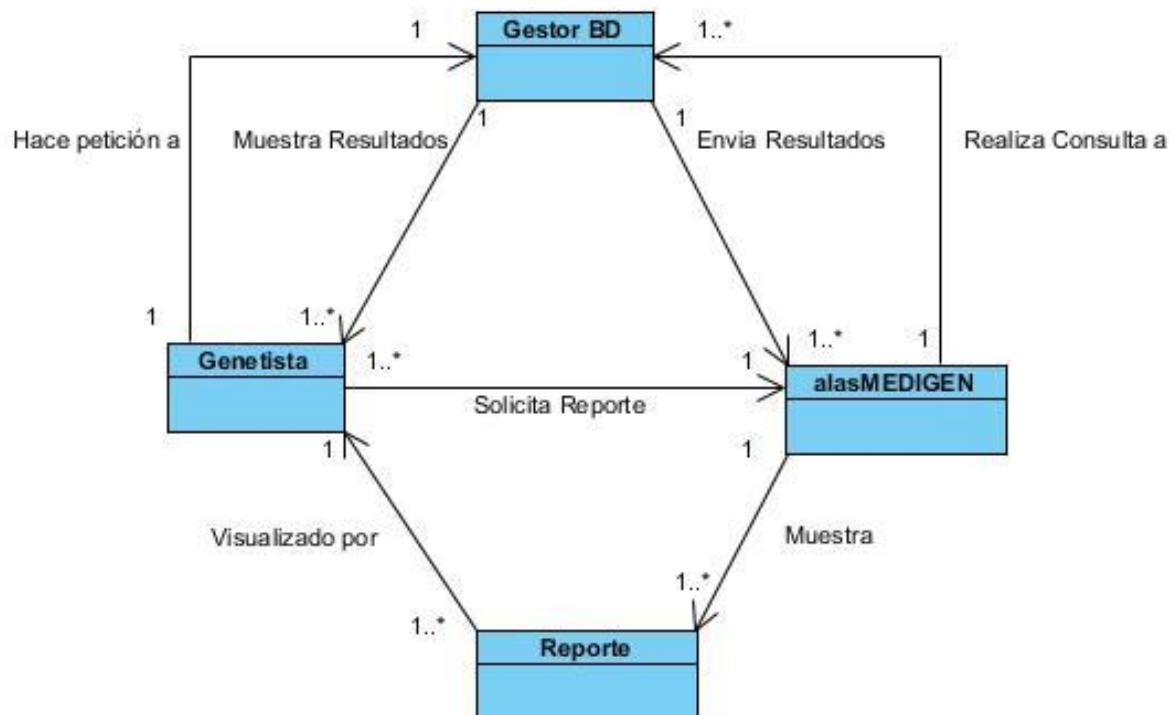 1
Gestor BD
1..*
1
1
Hace petición a
Muestra Resultados
Envia Resultados
Realiza Consulta a
1
1..*
1..*
1
Genetista
1..*
1
alasMEDIGEN
Solicita Reporte
1
1
Visualizado por
Muestra
1..*
1..*
Reporte